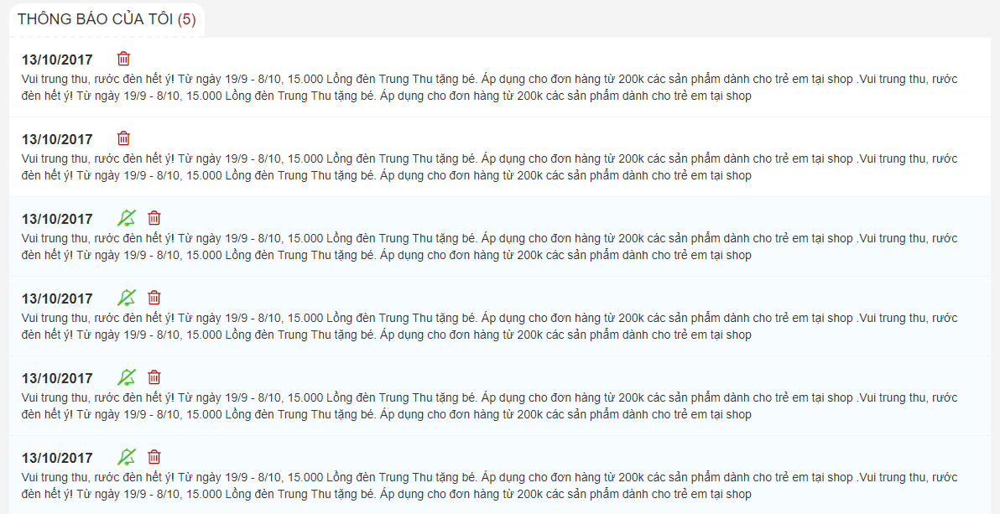 THÔNG BÁO CỦA TÔI (5)
13/10/2017
Vui trung thu, rước đèn hết ý! Từ ngày 19/9 - 8/10, 15.000 Lồng đèn Trung Thu tặng bé. Áp dụng cho đơn hàng từ 200k các sản phẩm dành cho trẻ em tại shop .Vui trung thu, rước
đèn hết ý! Từ ngày 19/9 - 8/10, 15.000 Lồng đèn Trung Thu tặng bé. Áp dụng cho đơn hàng từ 200k các sản phẩm dành cho trẻ em tại shop
13/10/2017
Vui trung thu, rước đèn hết ý! Từ ngày 19/9 - 8/10, 15.000 Lồng đèn Trung Thu tặng bé. Áp dụng cho đơn hàng từ 200k các sản phẩm dành cho trẻ em tại shop .Vui trung thu, rước
đèn hết ý! Từ ngày 19/9 - 8/10, 15.000 Lồng đèn Trung Thu tặng bé. Áp dụng cho đơn hàng từ 200k các sản phẩm dành cho trẻ em tại shop
13/10/2017
Vui trung thu, rước đèn hết ý! Từ ngày 19/9 - 8/10, 15.000 Lồng đèn Trung Thu tặng bé. Áp dụng cho đơn hàng từ 200k các sản phẩm dành cho trẻ em tại shop .Vui trung thu, rước
đèn hết ý! Từ ngày 19/9 - 8/10, 15.000 Lồng đèn Trung Thu tặng bé. Áp dụng cho đơn hàng từ 200k các sản phẩm dành cho trẻ em tại shop
13/10/2017
Vui trung thu, rước đèn hết ý! Từ ngày 19/9 - 8/10, 15.000 Lồng đèn Trung Thu tặng bé. Áp dụng cho đơn hàng từ 200k các sản phẩm dành cho trẻ em tại shop .Vui trung thu, rước
đèn hết ý! Từ ngày 19/9 - 8/10, 15.000 Lồng đèn Trung Thu tặng bé. Áp dụng cho đơn hàng từ 200k các sản phẩm dành cho trẻ em tại shop
13/10/2017
Vui trung thu, rước đèn hết ý! Từ ngày 19/9 - 8/10, 15.000 Lồng đèn Trung Thu tặng bé. Áp dụng cho đơn hàng từ 200k các sản phẩm dành cho trẻ em tại shop .Vui trung thu, rước
đèn hết ý! Từ ngày 19/9 - 8/10, 15.000 Lồng đèn Trung Thu tặng bé. Áp dụng cho đơn hàng từ 200k các sản phẩm dành cho trẻ em tại shop
13/10/2017
Vui trung thu, rước đèn hết ý! Từ ngày 19/9 - 8/10, 15.000 Lồng đèn Trung Thu tặng bé. Áp dụng cho đơn hàng từ 200k các sản phẩm dành cho trẻ em tại shop .Vui trung thu, rước
đèn hết ý! Từ ngày 19/9 - 8/10, 15.000 Lồng đèn Trung Thu tặng bé. Áp dụng cho đơn hàng từ 200k các sản phẩm dành cho trẻ em tại shop